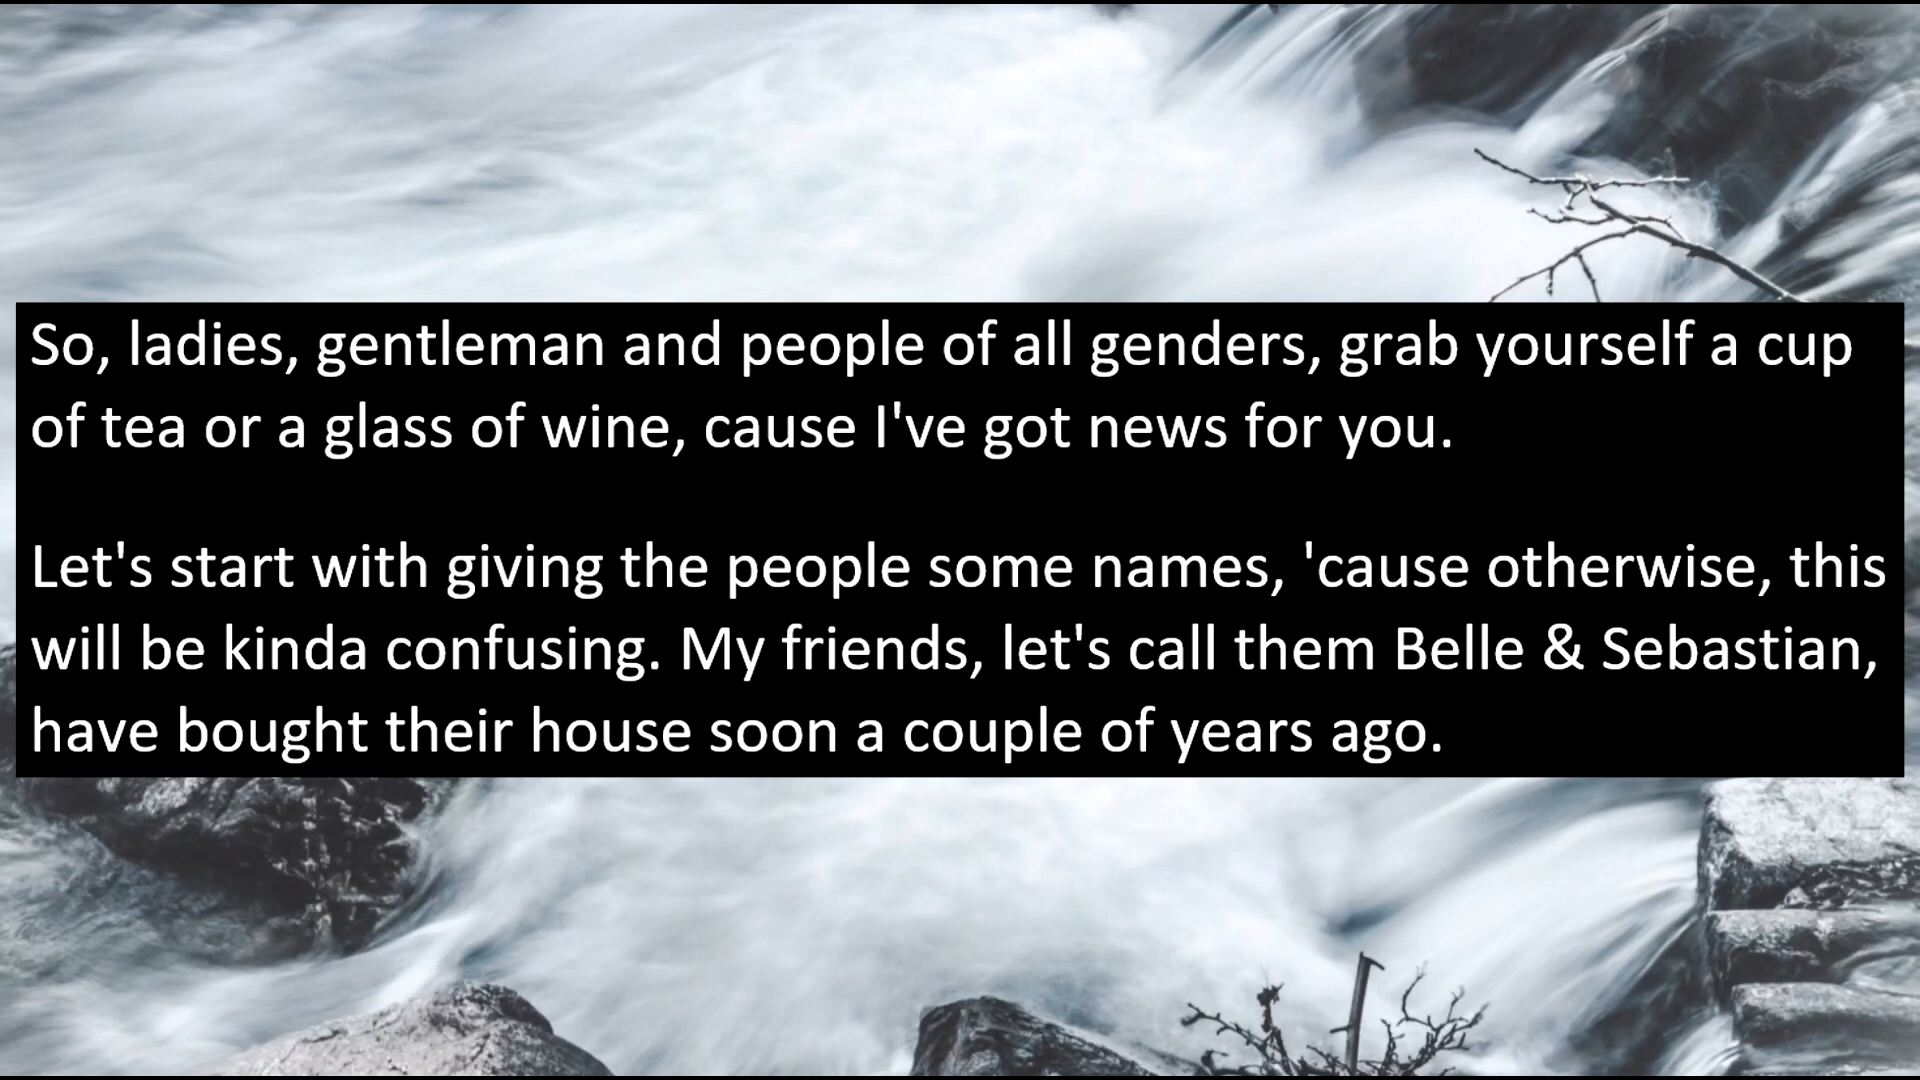 So, ladies, gentleman and people of all genders, grab yourself a cup
of tea or a glass of wine, cause I've got news for you.
Let's start with giving the people some names, 'cause otherwise, this
will be kinda confusing. My friends, let's call them Belle & Sebastian,
have bought their house soon a couple of years ago.